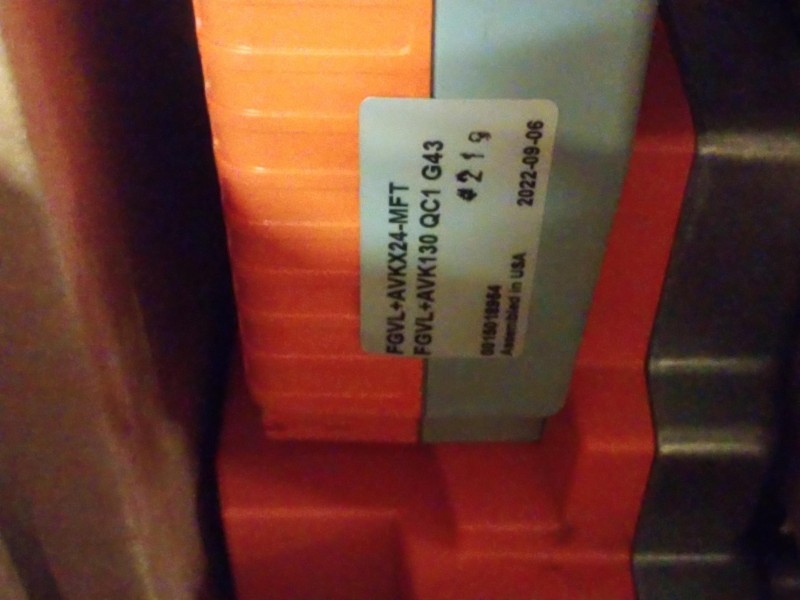 FGVL+AVKX24-MFT
FGVL+AVK130 QC1 G43
#219
0015018964
Assembled in USA
2022-09-06